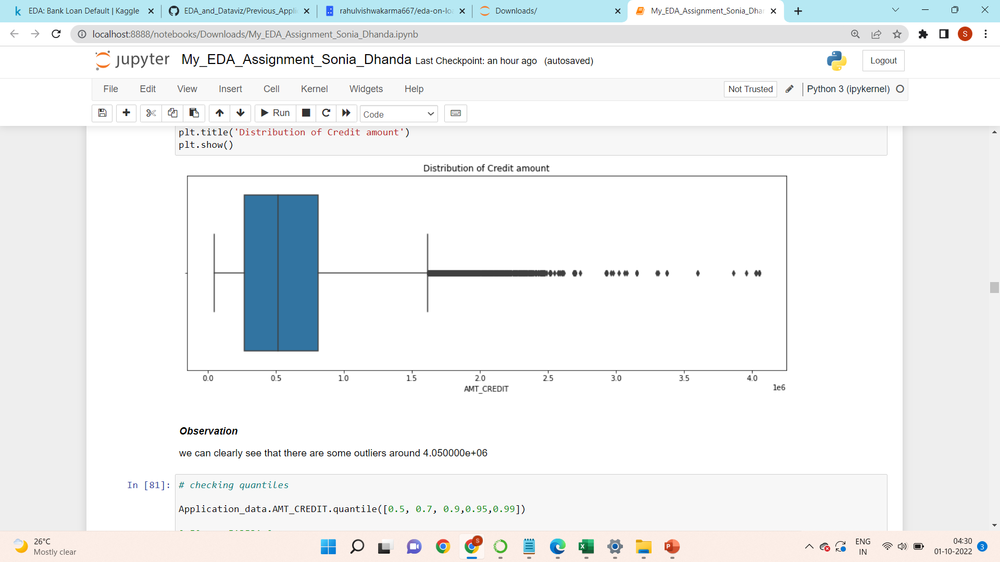 EDA: Bank Loan Default | Kaggle
EDA_and_Dataviz/Previous_Applic
rahulvishwakarma667/eda-on-loa
Downloads/
My_EDA_Assignment_Sonia_Dhan
localhost:8888/notebooks/Downloads/My_EDA_Assignment_Sonia_Dhanda.ipynb
S
jupyter My_EDA_Assignment_Sonia_Dhanda Last Checkpoint: an hour ago (autosaved)
Logout
File Edit View Insert Cell Kernel Widgets Help
Not Trusted
Python 3 (ipykernel)
Run
Code
plt.title('Distribution of Credit amount')
plt.show()
Distribution of Credit amount
0.0 0.5 1.0 1.5 2.0 2.5 3.0 3.5 4.0
AMT_CREDIT
1e6
Observation
we can clearly see that there are some outliers around 4.050000e+06
In [81]:
# checking quantiles
Application_data.AMT_CREDIT.quantile([0.5, 0.7, 0.9,0.95,0.99])
26°C
Mostly clear
S
ENG
IN
04:30
01-10-2022
3